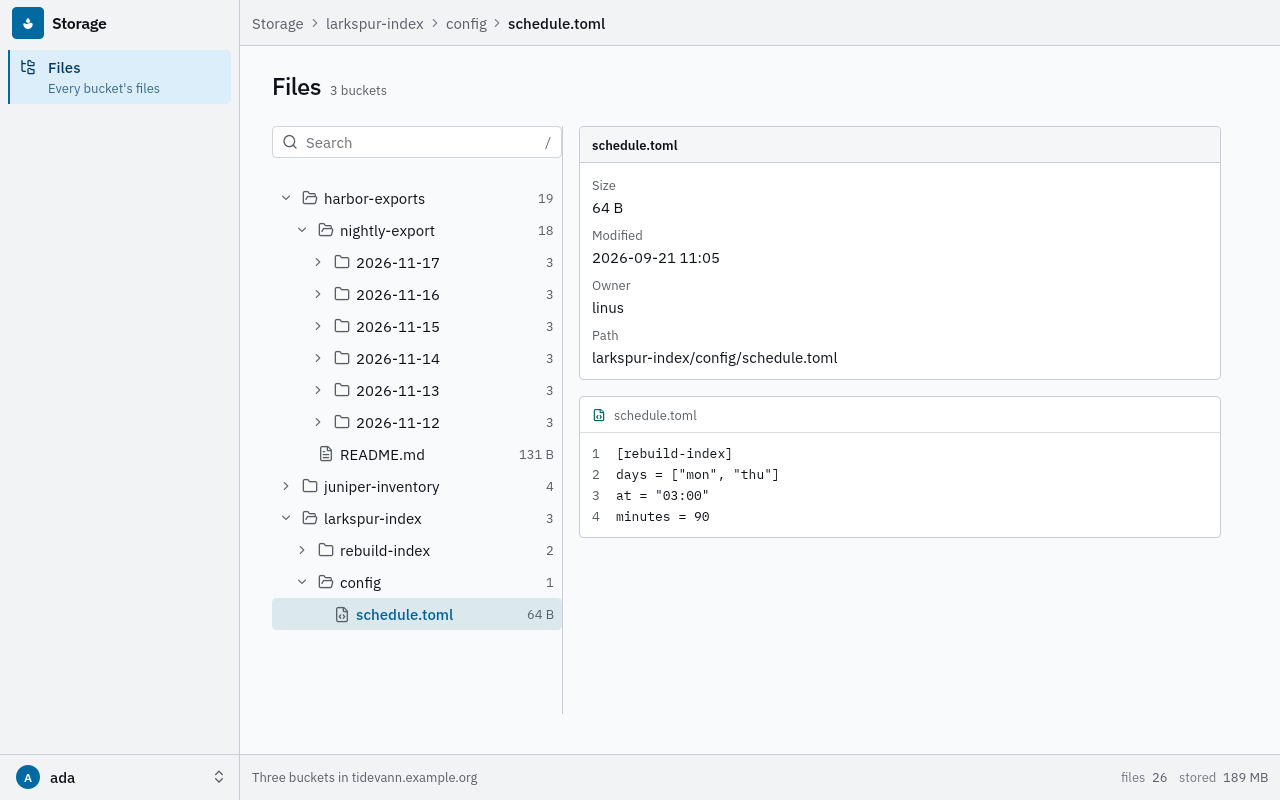 Storage
Files
Every bucket's files
ada
A
Storage larkspur-index config schedule.toml
Files 3 buckets
Search /
harbor-exports 19
nightly-export 18
2026-11-17 3
2026-11-16 3
2026-11-15 3
2026-11-14 3
2026-11-13 3
2026-11-12 3
README.md 131 B
juniper-inventory 4
larkspur-index 3
rebuild-index 2
config 1
schedule.toml 64 B
schedule.toml
Size
64 B
Modified
2026-09-21 11:05
Owner
linus
Path
larkspur-index/config/schedule.toml
schedule.toml
1 [rebuild-index]
2 days = ["mon", "thu"]
3 at = "03:00"
4 minutes = 90
Three buckets in tidevann.example.org
files 26 stored 189 MB